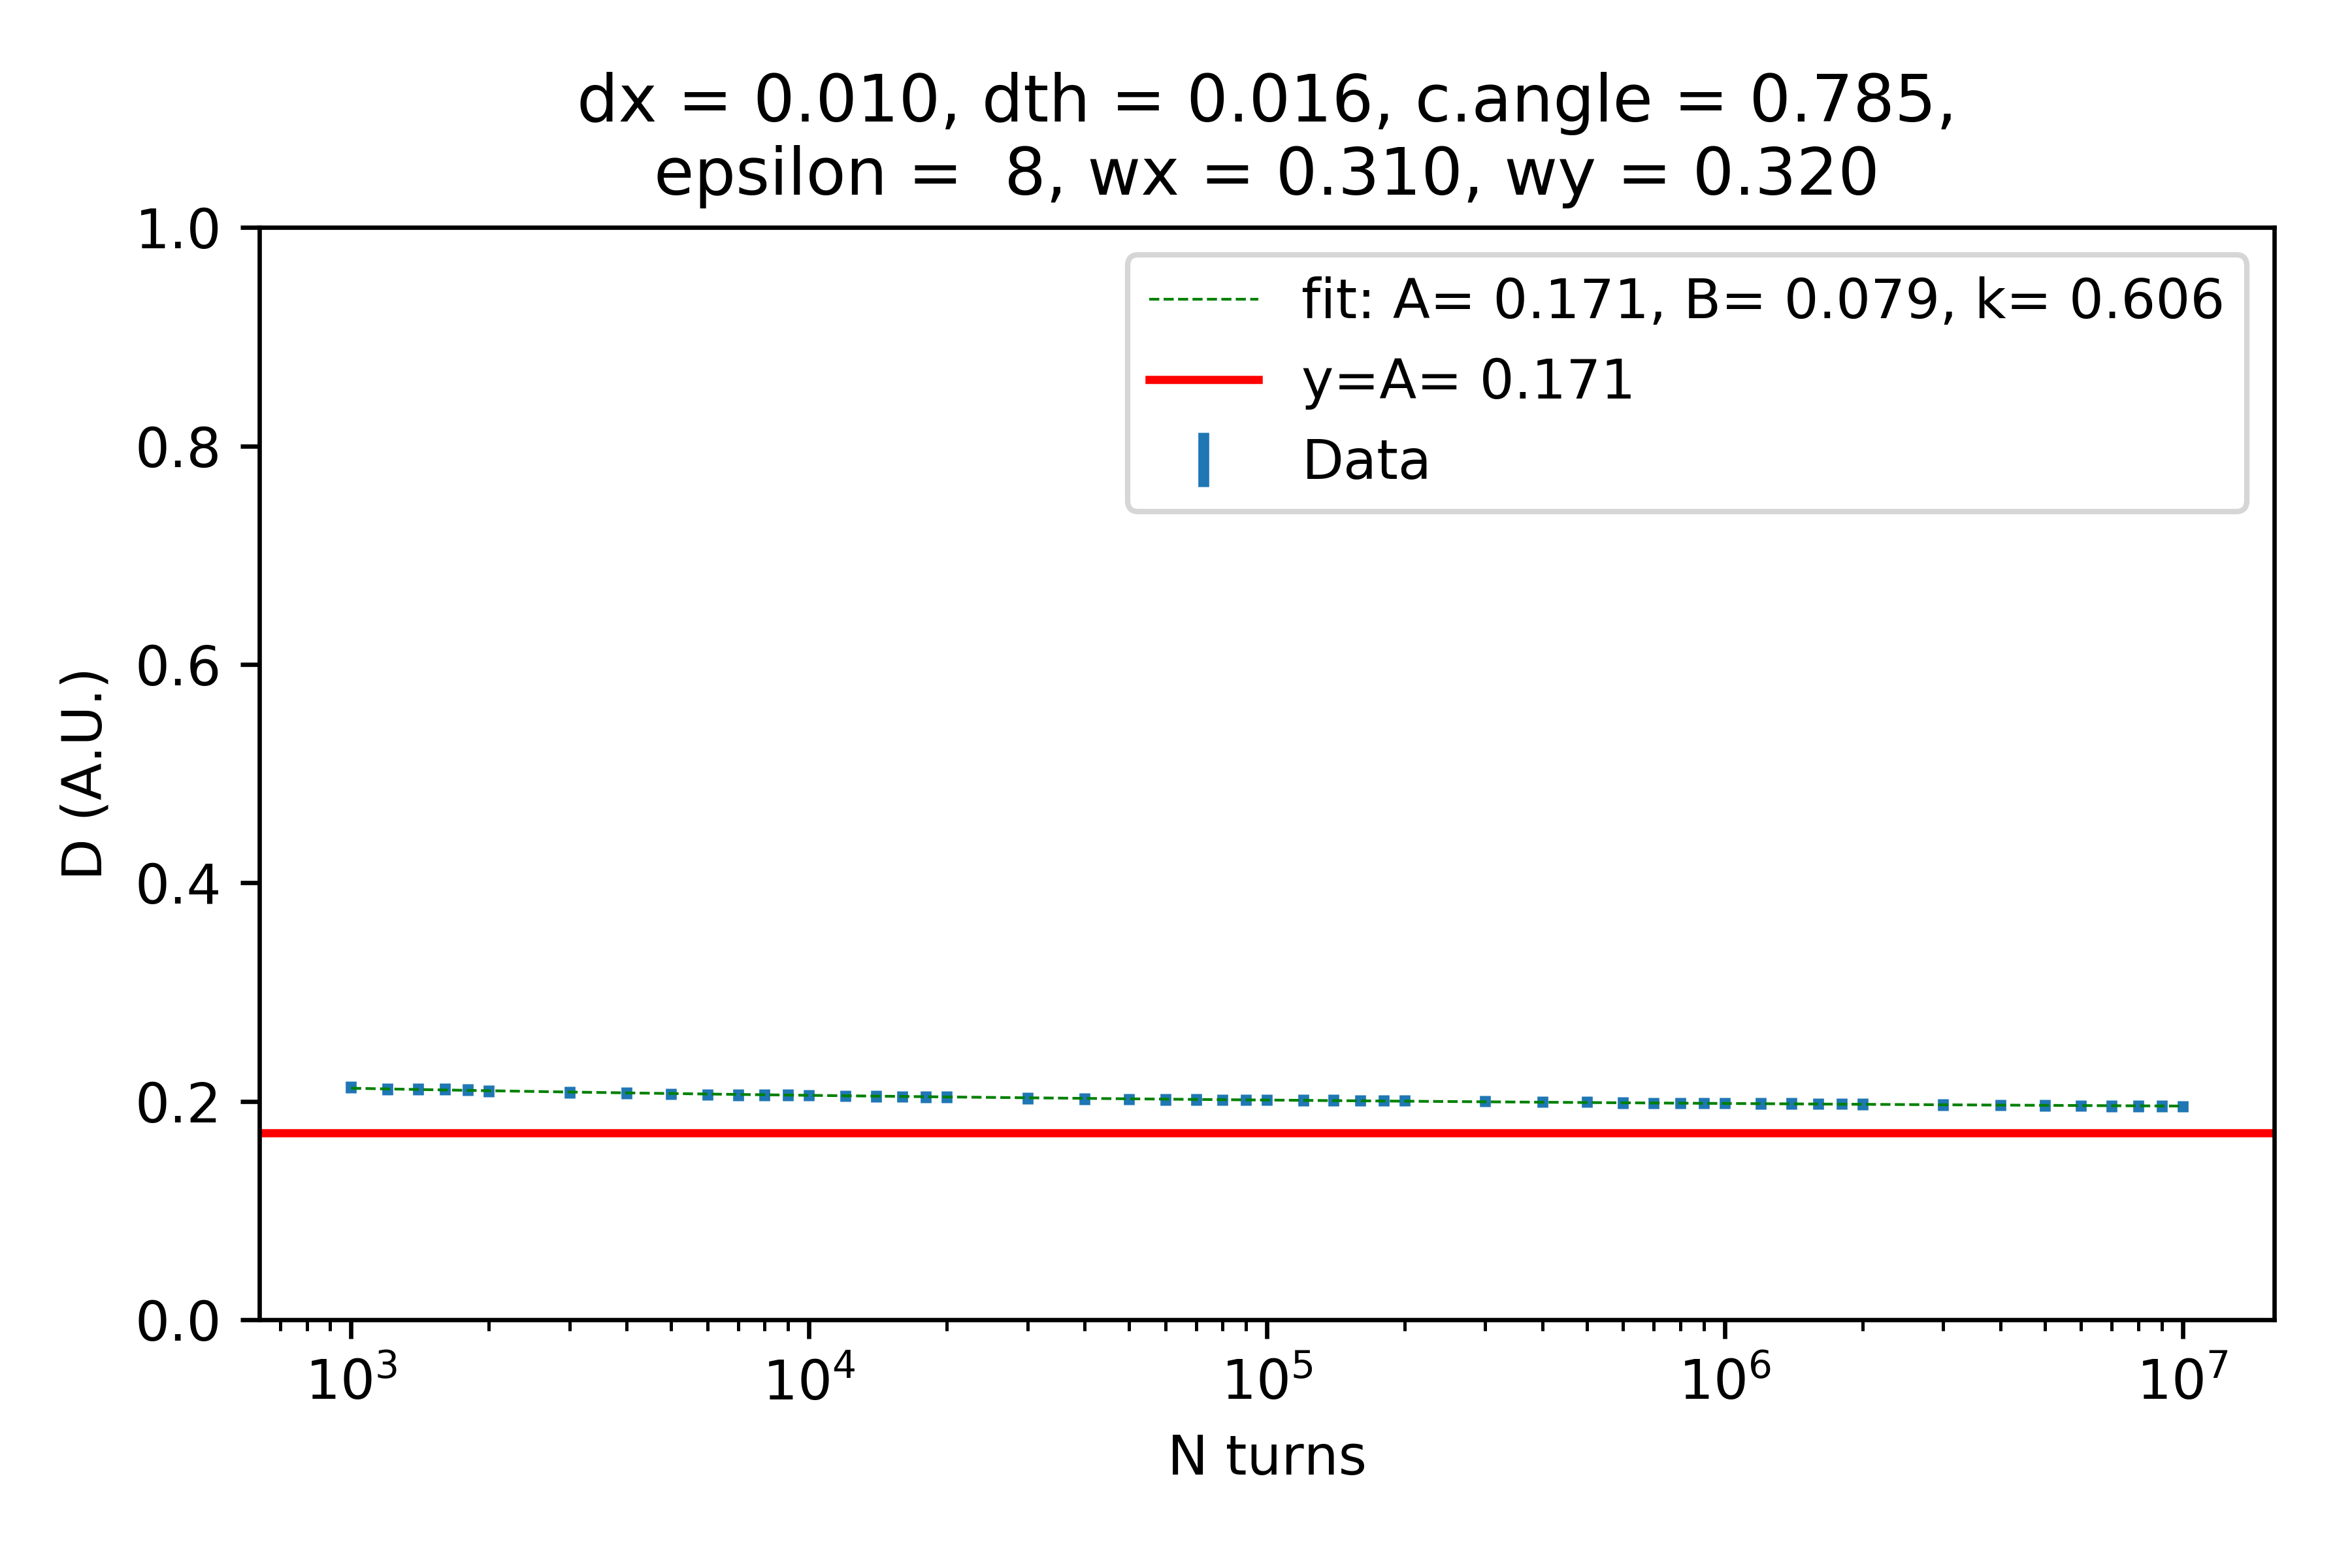 dx = 0.010, dth = 0.016, c.angle = 0.785,
epsilon =  8, wx = 0.310, wy = 0.320
1.0
0.8
0.6
0.4
0.2
0.0
D (A.U.)
fit: A= 0.171, B= 0.079, k= 0.606
y=A= 0.171
Data
10³
10⁴
10⁵
10⁶
10⁷
N turns